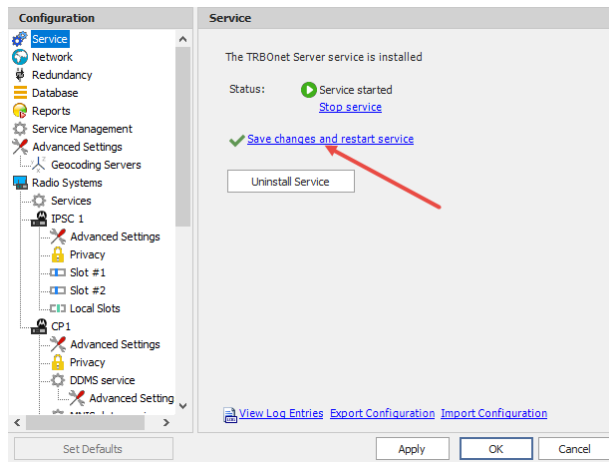 Configuration
Service
Network
Redundancy
Database
Reports
Service Management
Advanced Settings
Geocoding Servers
Radio Systems
Services
IPSC 1
Advanced Settings
Privacy
Slot #1
Slot #2
Local Slots
CP1
Advanced Settings
Privacy
DDMS service
Advanced Setting
Set Defaults
Service
The TRBOnet Server service is installed
Status: Service started
Stop service
Save changes and restart service
Uninstall Service
View Log Entries Export Configuration Import Configuration
Apply OK Cancel